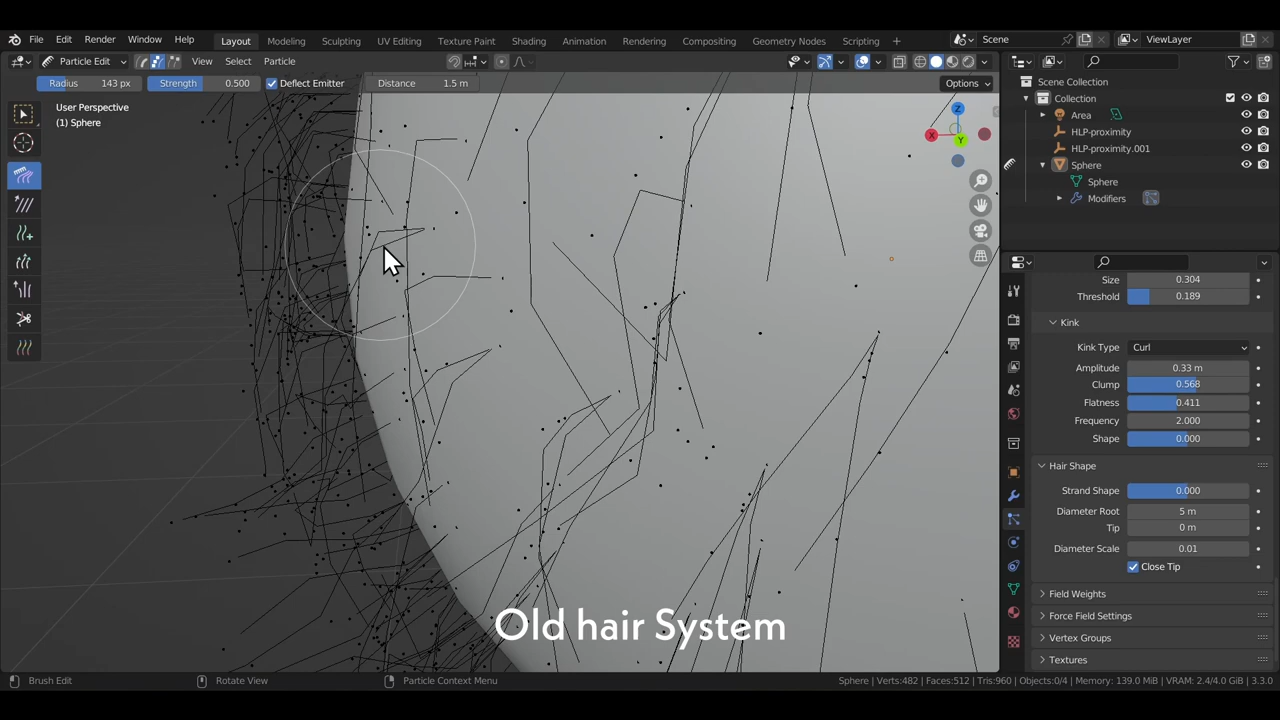 File Edit Render Window Help Layout Modeling Sculpting UV Editing Texture Paint Shading Animation Rendering Compositing Geometry Nodes Scripting + Scene ViewLayer
Particle Edit View Select Particle
Radius 143 px Strength 0.500 Deflect Emitter Distance 1.5 m Options
User Perspective
(1) Sphere
Z
X
Y
Scene Collection
Collection
Area
HLP-proximity
HLP-proximity.001
Sphere
Sphere
Modifiers
Size 0.304
Threshold 0.189
Kink
Kink Type Curl
Amplitude 0.33 m
Clump 0.568
Flatness 0.411
Frequency 2.000
Shape 0.000
Hair Shape
Strand Shape 0.000
Diameter Root 5 m
Tip 0 m
Diameter Scale 0.01
Close Tip
Field Weights
Force Field Settings
Vertex Groups
Textures
Old hair System
Brush Edit Rotate View Particle Context Menu Sphere | Verts:482 | Faces:512 | Tris:960 | Objects:0/4 | Memory: 139.0 MiB | VRAM: 2.4/4.0 GiB | 3.3.0